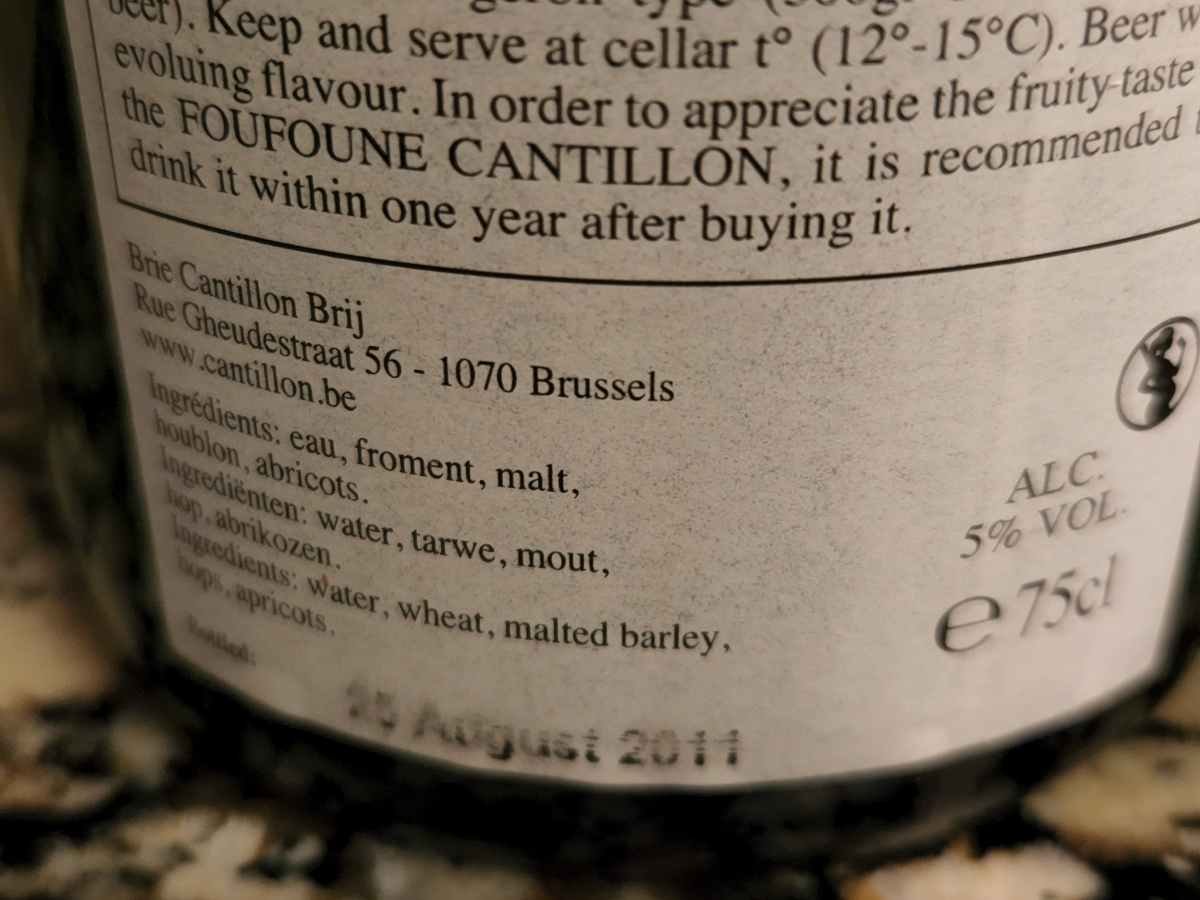 beer). Keep and serve at cellar t° (12°-15°C). Beer
evoluing flavour. In order to appreciate the fruity taste
the FOUFOUNE CANTILLON, it is recommended
drink it within one year after buying it.
Brie Cantillon Brij
Rue Gheudestraat 56 - 1070 Brussels
www.cantillon.be
Ingrédients: eau, froment, malt,
houblon, abricots.
Ingrediënten: water, tarwe, mout,
hop, abrikozen.
Ingredients: water, wheat, malted barley,
hops, apricots.
Bottled:
25 August 2011
ALC.
5% VOL.
e 75cl